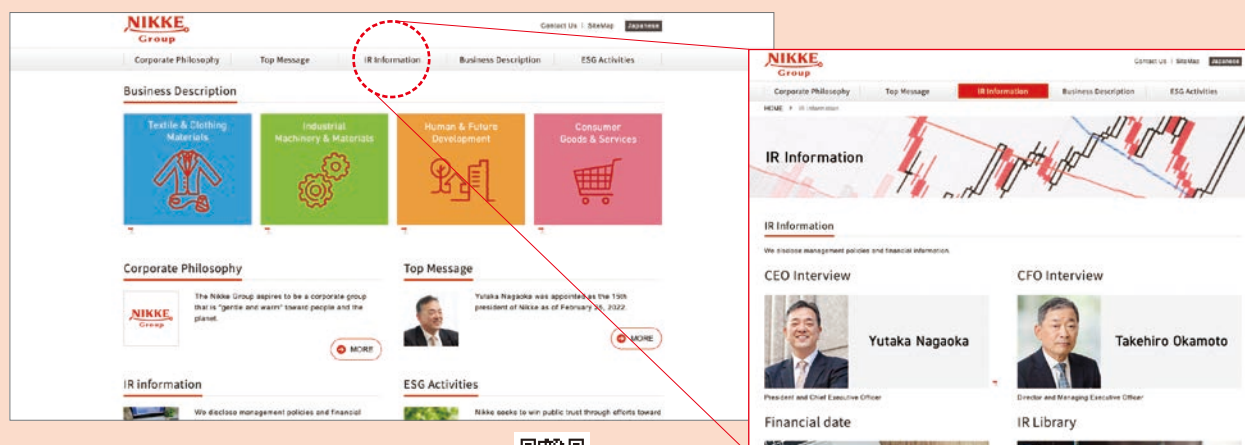 NIKKE
Group
Contact Us | SiteMap Japanese
Corporate Philosophy Top Message IR Information Business Description ESG Activities
Business Description
Textile & Clothing
Materials
Industrial
Machinery & Materials
Human & Future
Development
Consumer
Goods & Services
Corporate Philosophy
NIKKE
Group
The Nikke Group aspires to be a corporate group
that is "gentle and warm" toward people and the
planet.
MORE
Top Message
Yutaka Nagaoka was appointed as the 15th
president of Nikke as of February 25, 2022.
MORE
IR information
We disclose management policies and financial
ESG Activities
Nikke seeks to win public trust through efforts toward
NIKKE
Group
Contact Us | SiteMap Japanese
Corporate Philosophy Top Message IR Information Business Description ESG Activities
HOME IR Information
IR Information
IR Information
We disclose management policies and financial information.
CEO Interview
Yutaka Nagaoka
President and Chief Executive Officer
CFO Interview
Takehiro Okamoto
Director and Managing Executive Officer
Financial date
IR Library